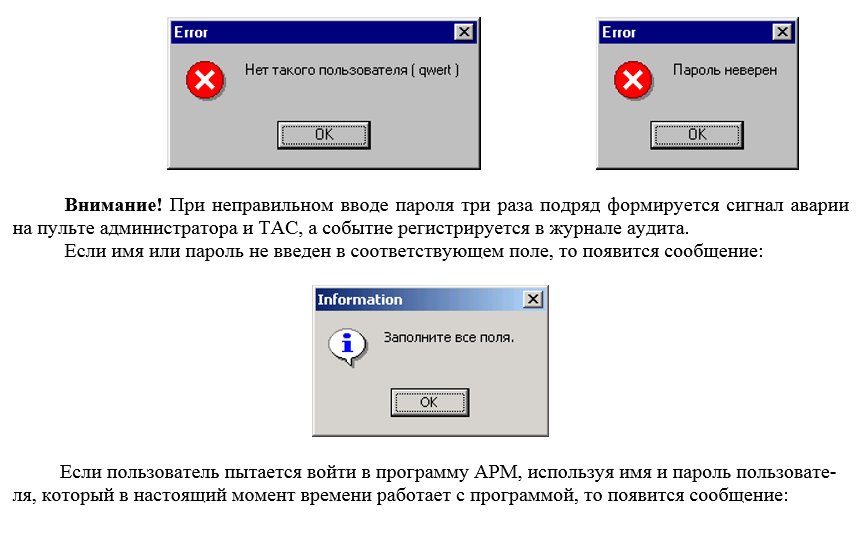 Error
Нет такого пользователя ( qwert )
OK
Error
Пароль неверен
OK
Внимание! При неправильном вводе пароля три раза подряд формируется сигнал аварии
на пульте администратора и ТАС, а событие регистрируется в журнале аудита.
Если имя или пароль не введен в соответствующем поле, то появится сообщение:
Information
Заполните все поля.
OK
Если пользователь пытается войти в программу АРМ, используя имя и пароль пользовате-
ля, который в настоящий момент времени работает с программой, то появится сообщение: